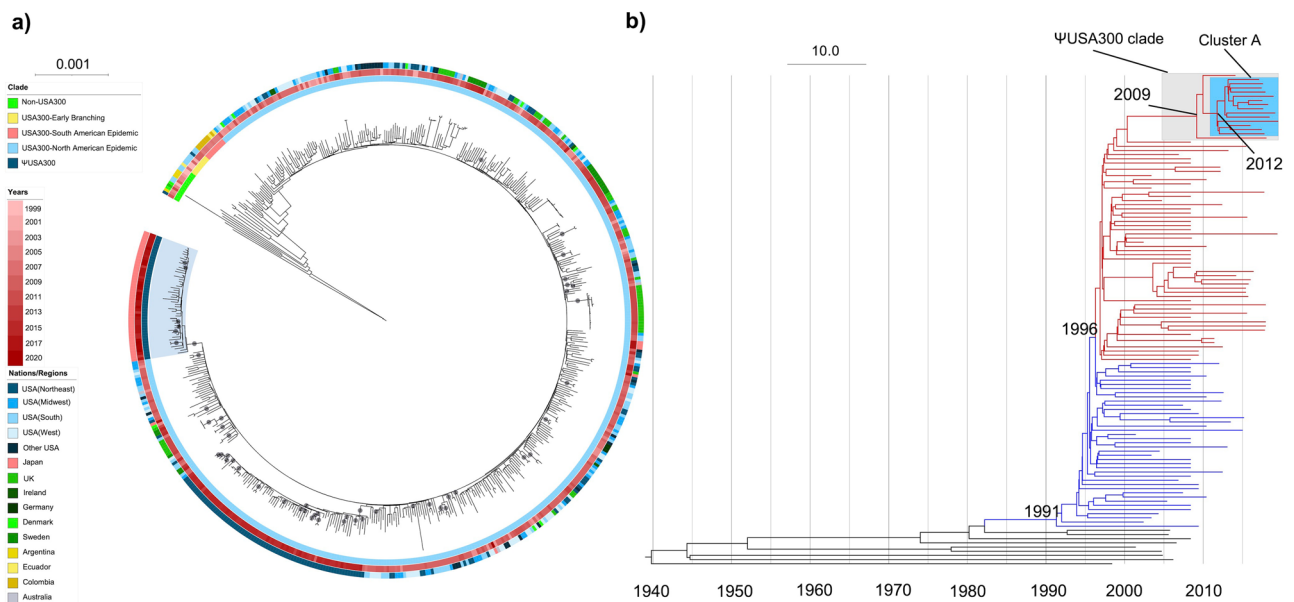 a)
0.001
Clade
Non-USA300
USA300-Early Branching
USA300-South American Epidemic
USA300-North American Epidemic
ΨUSA300
Years
1999
2001
2003
2005
2007
2009
2011
2013
2015
2017
2020
Nations/Regions
USA(Northeast)
USA(Midwest)
USA(South)
USA(West)
Other USA
Japan
UK
Ireland
Germany
Denmark
Sweden
Argentina
Ecuador
Colombia
Australia
b)
10.0
ΨUSA300 clade
Cluster A
2009
2012
1996
1991
1940 1950 1960 1970 1980 1990 2000 2010